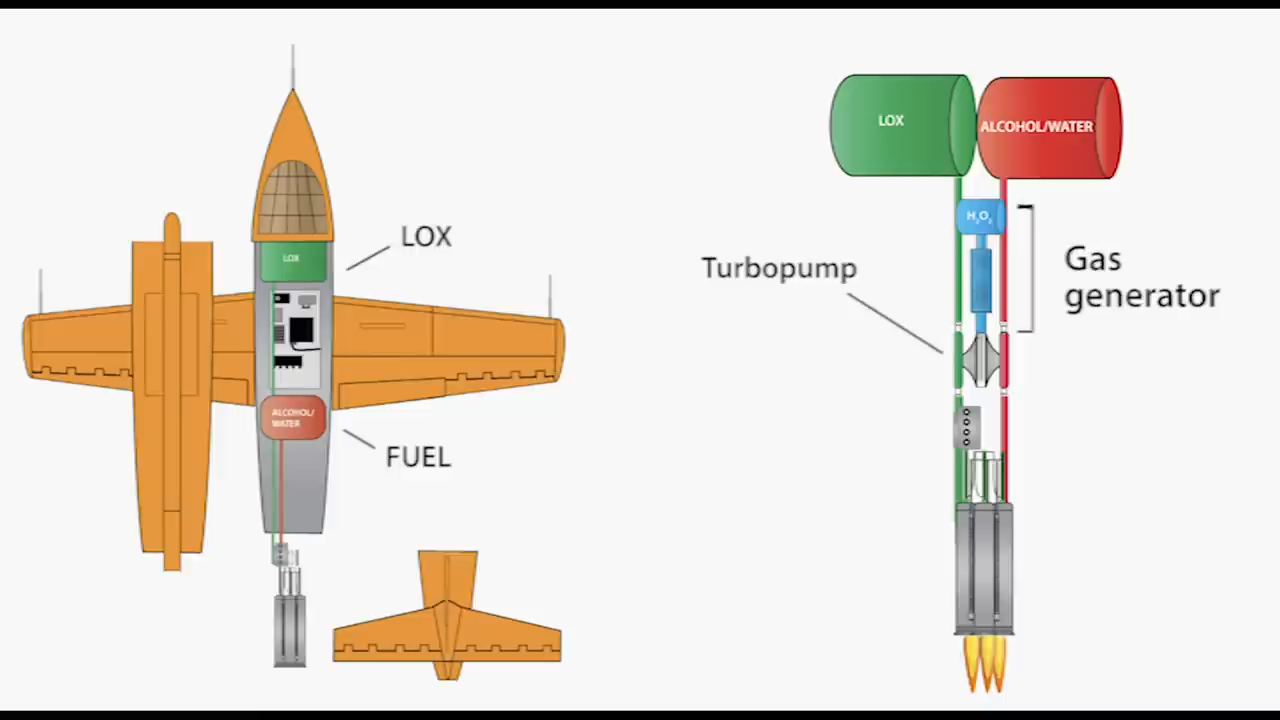 LOX
LOX
ALCOHOL/
WATER
FUEL
LOX
ALCOHOL/WATER
H₂O₂
Turbopump
Gas
generator